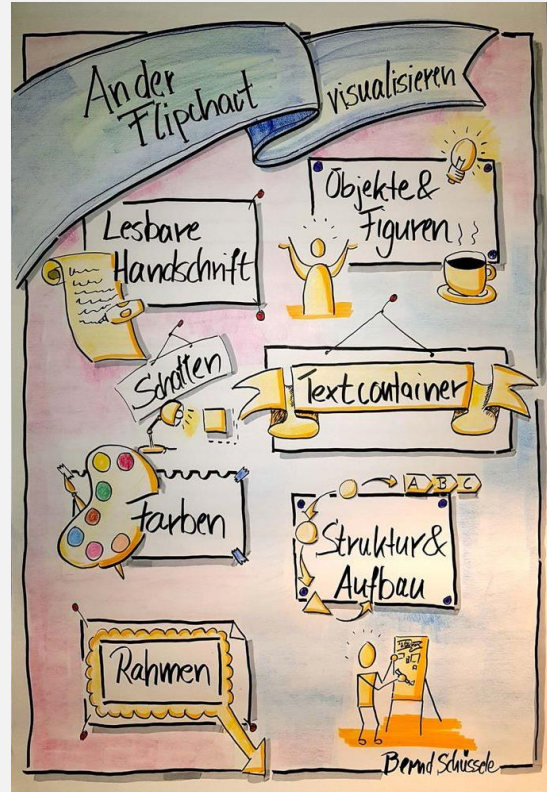 An der
Flipchart
visualisieren
Lesbare
Handschrift
Objekte &
Figuren
Schatten
Textcontainer
Farben
A B C
Struktur &
Aufbau
Rahmen
Bernd Schüssele